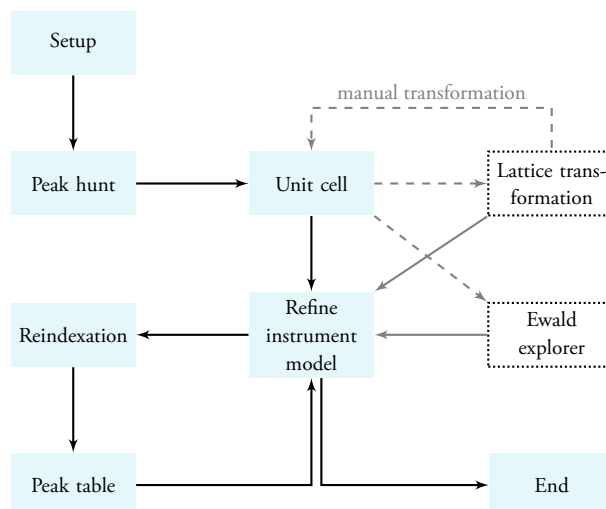 Setup
manual transformation
Peak hunt
Unit cell
Lattice trans-
formation
Reindexation
Refine
instrument
model
Ewald
explorer
Peak table
End